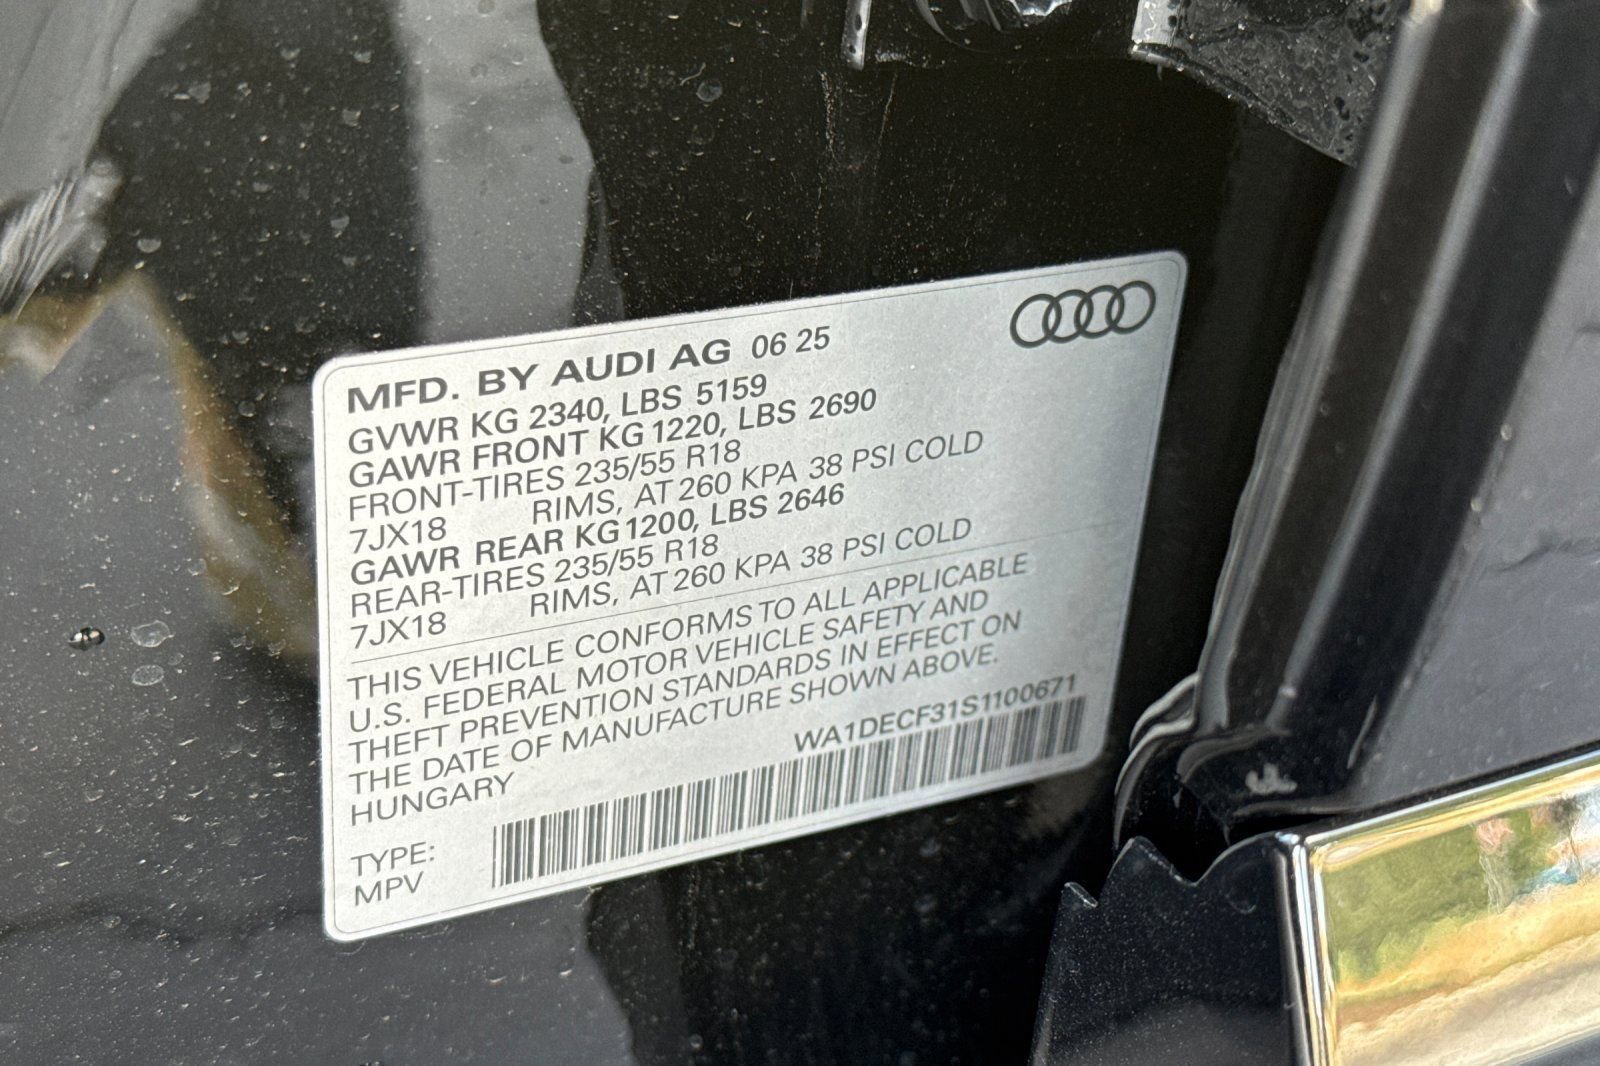 MFD. BY AUDI AG 06 25
GVWR KG 2340, LBS 5159
GAWR FRONT KG 1220, LBS 2690
FRONT-TIRES 235/55 R18
7JX18 RIMS, AT 260 KPA 38 PSI COLD
GAWR REAR KG 1200, LBS 2646
REAR-TIRES 235/55 R18
7JX18 RIMS, AT 260 KPA 38 PSI COLD
THIS VEHICLE CONFORMS TO ALL APPLICABLE
U.S. FEDERAL MOTOR VEHICLE SAFETY AND
THEFT PREVENTION STANDARDS IN EFFECT ON
THE DATE OF MANUFACTURE SHOWN ABOVE.
HUNGARY
WA1DECF31S1100671
TYPE:
MPV